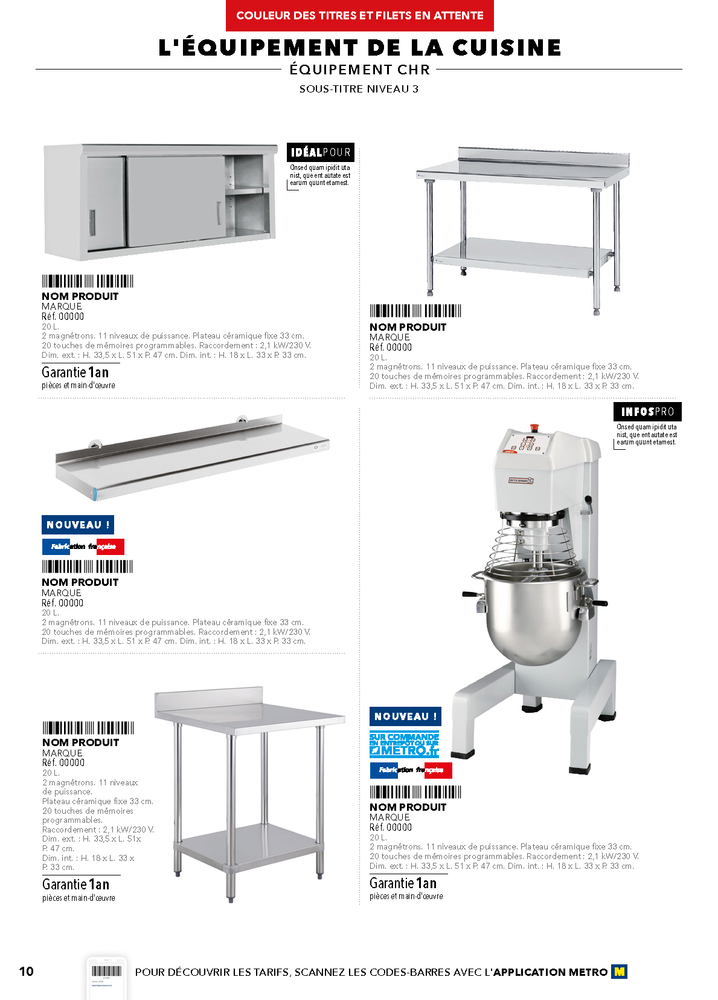 COULEUR DES TITRES ET FILETS EN ATTENTE
L'ÉQUIPEMENT DE LA CUISINE
ÉQUIPEMENT CHR
SOUS-TITRE NIVEAU 3
IDÉALPOUR
Onsed quam ipidit uta
nist, que ent autate est
earum quunt etamest.
NOM PRODUIT
MARQUE
Réf. 00000
20 L.
2 magnétrons. 11 niveaux de puissance. Plateau céramique fixe 33 cm.
20 touches de mémoires programmables. Raccordement : 2,1 kW/230 V.
Dim. ext. : H. 33,5 x L. 51 x P. 47 cm. Dim. int. : H. 18 x L. 33 x P. 33 cm.
Garantie 1an
pièces et main-d'œuvre
NOM PRODUIT
MARQUE
Réf. 00000
20 L.
2 magnétrons. 11 niveaux de puissance. Plateau céramique fixe 33 cm.
20 touches de mémoires programmables. Raccordement : 2,1 kW/230 V.
Dim. ext. : H. 33,5 x L. 51 x P. 47 cm. Dim. int. : H. 18 x L. 33 x P. 33 cm.
NOUVEAU !
Fabrication française
NOM PRODUIT
MARQUE
Réf. 00000
20 L.
2 magnétrons. 11 niveaux de puissance. Plateau céramique fixe 33 cm.
20 touches de mémoires programmables. Raccordement : 2,1 kW/230 V.
Dim. ext. : H. 33,5 x L. 51 x P. 47 cm. Dim. int. : H. 18 x L. 33 x P. 33 cm.
NOM PRODUIT
MARQUE
Réf. 00000
20 L.
2 magnétrons. 11 niveaux
de puissance.
Plateau céramique fixe 33 cm.
20 touches de mémoires
programmables.
Raccordement : 2,1 kW/230 V.
Dim. ext. : H. 33,5 x L. 51x
P. 47 cm.
Dim. int. : H. 18 x L. 33 x
P. 33 cm.
Garantie 1an
pièces et main-d'œuvre
INFOSPRO
Onsed quam ipidit uta
nist, que ent autate est
earum quunt etamest.
NOUVEAU !
SUR COMMANDE
EN ENTREPÔT OU SUR
METRO.fr
Fabrication française
NOM PRODUIT
MARQUE
Réf. 00000
20 L.
2 magnétrons. 11 niveaux de puissance. Plateau céramique fixe 33 cm.
20 touches de mémoires programmables. Raccordement : 2,1 kW/230 V.
Dim. ext. : H. 33,5 x L. 51 x P. 47 cm. Dim. int. : H. 18 x L. 33 x P. 33 cm.
Garantie 1an
pièces et main-d'œuvre
10
POUR DÉCOUVRIR LES TARIFS, SCANNEZ LES CODES-BARRES AVEC L'APPLICATION METRO M